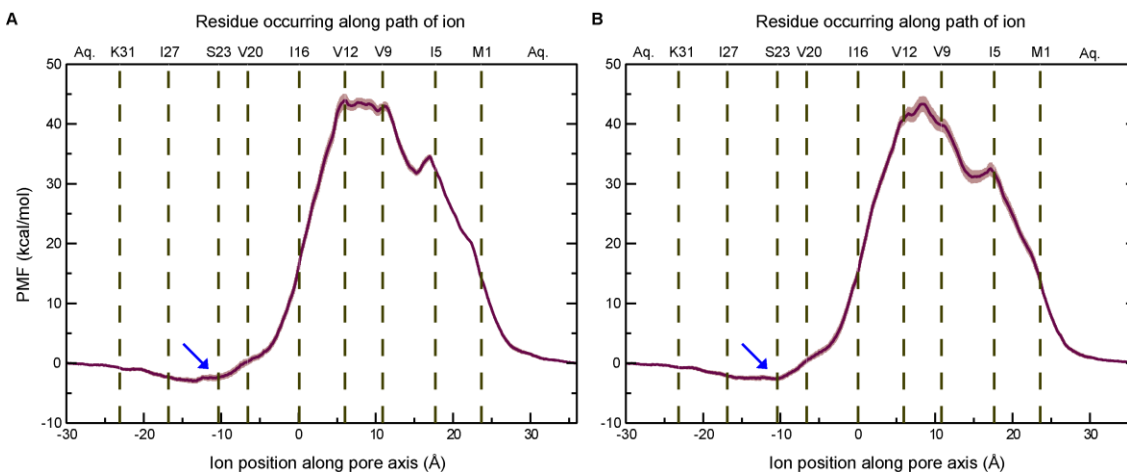 A
Residue occurring along path of ion
Aq. K31 I27 S23 V20 I16 V12 V9 I5 M1 Aq.
50
40
30
20
10
0
-10
PMF (kcal/mol)
-30 -20 -10 0 10 20 30
Ion position along pore axis (Å)
B
Residue occurring along path of ion
Aq. K31 I27 S23 V20 I16 V12 V9 I5 M1 Aq.
50
40
30
20
10
0
-10
-30 -20 -10 0 10 20 30
Ion position along pore axis (Å)